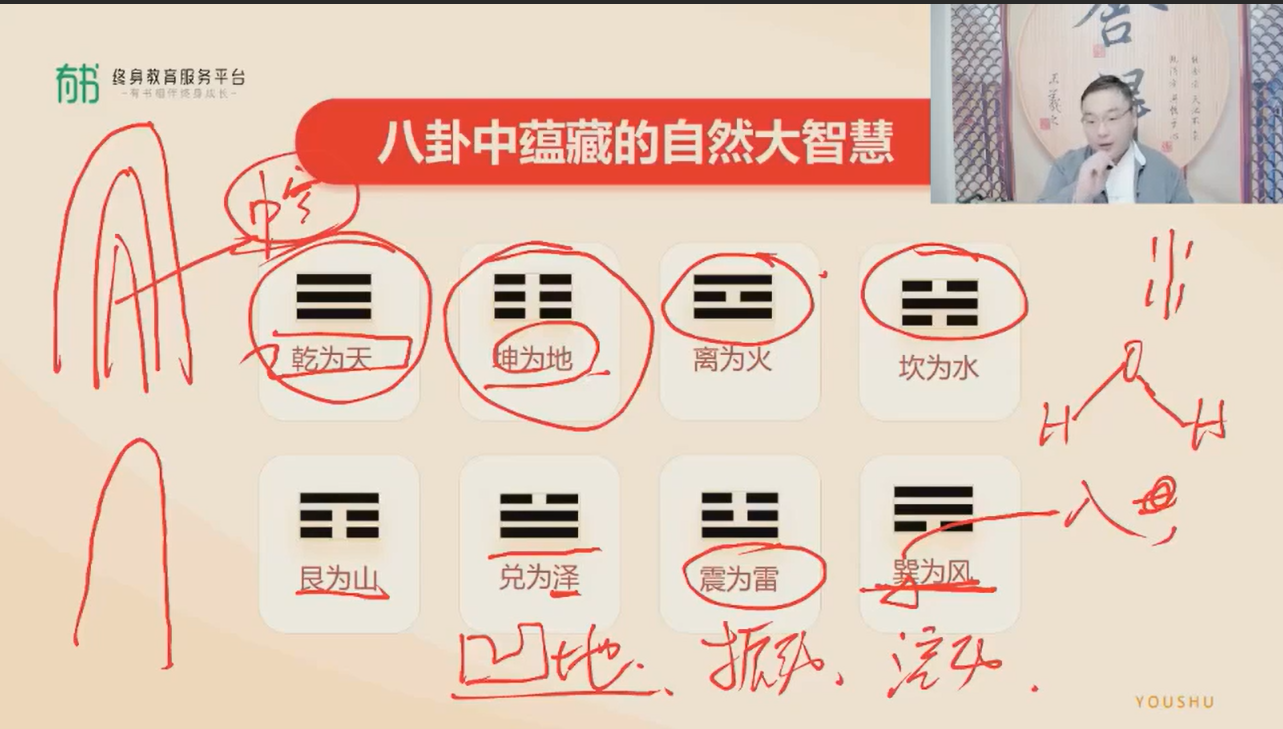 有书 终身教育服务平台
-有书相伴终身成长-
八卦中蕴藏的自然大智慧
中空
乾为天
坤为地
离为火
坎为水
O
H H
艮为山
兑为泽
震为雷
巽为风
入
凹地、振动、流动.
YOUSHU